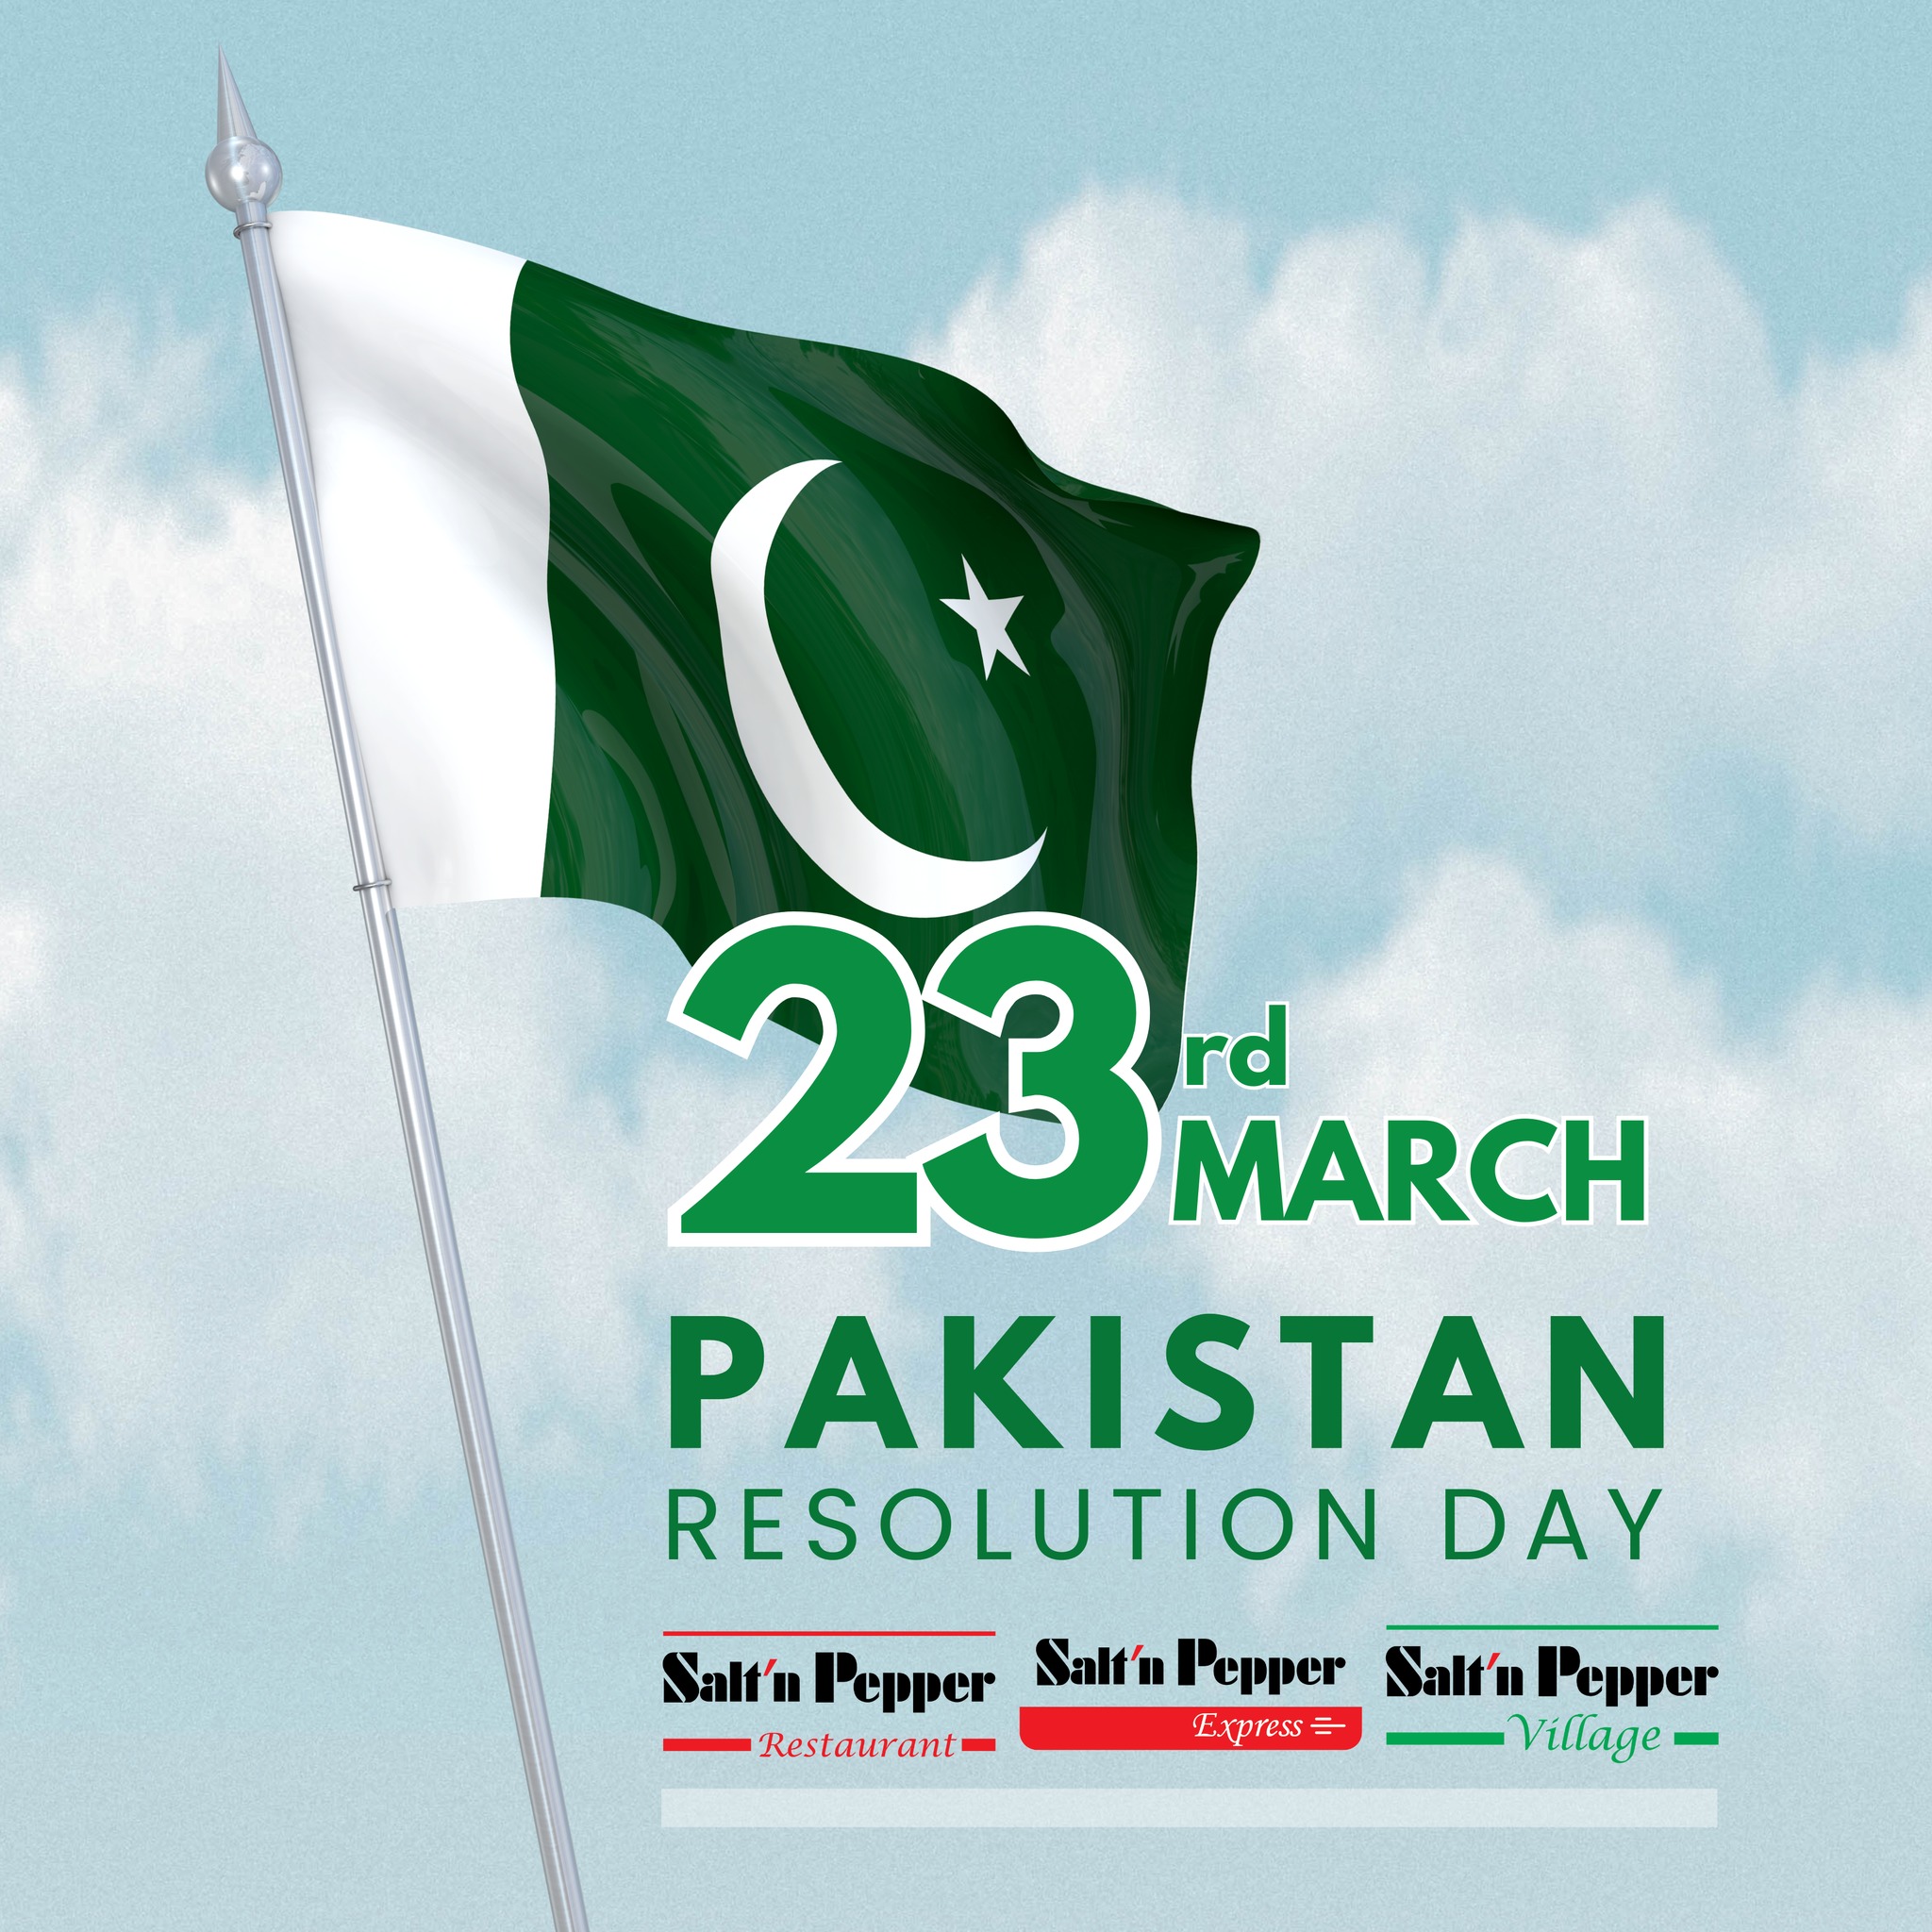 23rd
MARCH
PAKISTAN
RESOLUTION DAY
Salt'n Pepper
Restaurant
Salt'n Pepper
Express
Salt'n Pepper
Village